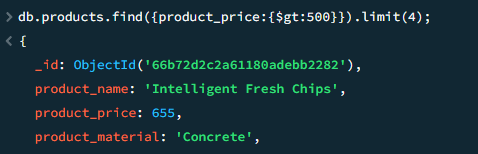 > db.products.find({product_price:{$gt:500}}).limit(4);
< {
_id: ObjectId('66b72d2c2a61180adebb2282'),
product_name: 'Intelligent Fresh Chips',
product_price: 655,
product_material: 'Concrete',